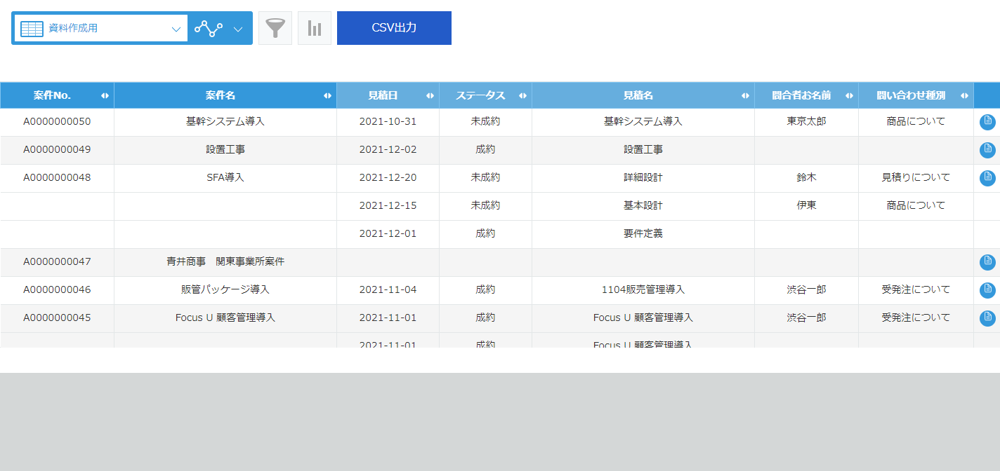 資料作成用 CSV出力
案件No. 案件名 見積日 ステータス 見積名 問合者お名前 問い合わせ種別
A0000000050 基幹システム導入 2021-10-31 未成約 基幹システム導入 東京太郎 商品について
A0000000049 設置工事 2021-12-02 成約 設置工事
A0000000048 SFA導入 2021-12-20 未成約 詳細設計 鈴木 見積りについて
2021-12-15 未成約 基本設計 伊東 商品について
2021-12-01 成約 要件定義
A0000000047 青井商事　関東事業所案件
A0000000046 販管パッケージ導入 2021-11-04 成約 1104販売管理導入 渋谷一郎 受発注について
A0000000045 Focus U 顧客管理導入 2021-11-01 成約 Focus U 顧客管理導入 渋谷一郎 受発注について
2021-11-01 成約 Focus U 顧客管理導入